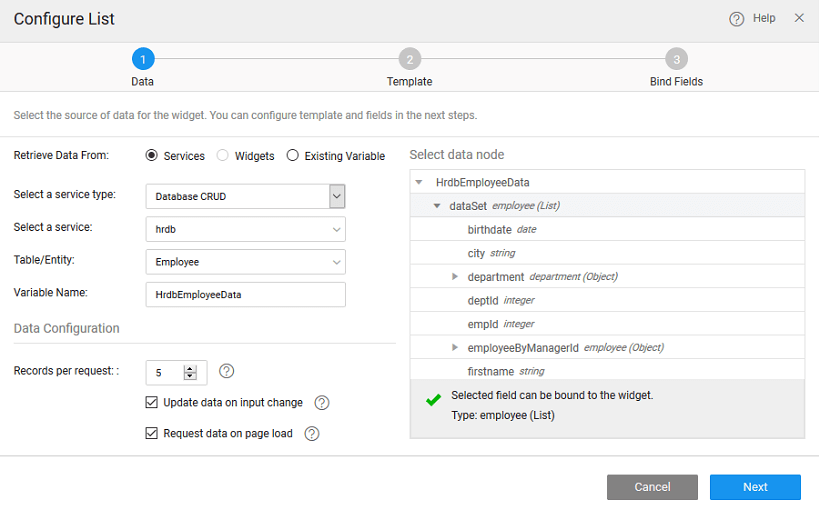 Configure List
Help
1 2 3
Data Template Bind Fields
Select the source of data for the widget. You can configure template and fields in the next steps.
Retrieve Data From: Services Widgets Existing Variable
Select a service type: Database CRUD
Select a service: hrdb
Table/Entity: Employee
Variable Name: HrdbEmployeeData
Data Configuration
Records per request: : 5 ?
Update data on input change ?
Request data on page load ?
Select data node
HrdbEmployeeData
dataSet employee (List)
birthdate date
city string
department department (Object)
deptId integer
empId integer
employeeByManagerId employee (Object)
firstname string
Selected field can be bound to the widget.
Type: employee (List)
Cancel Next